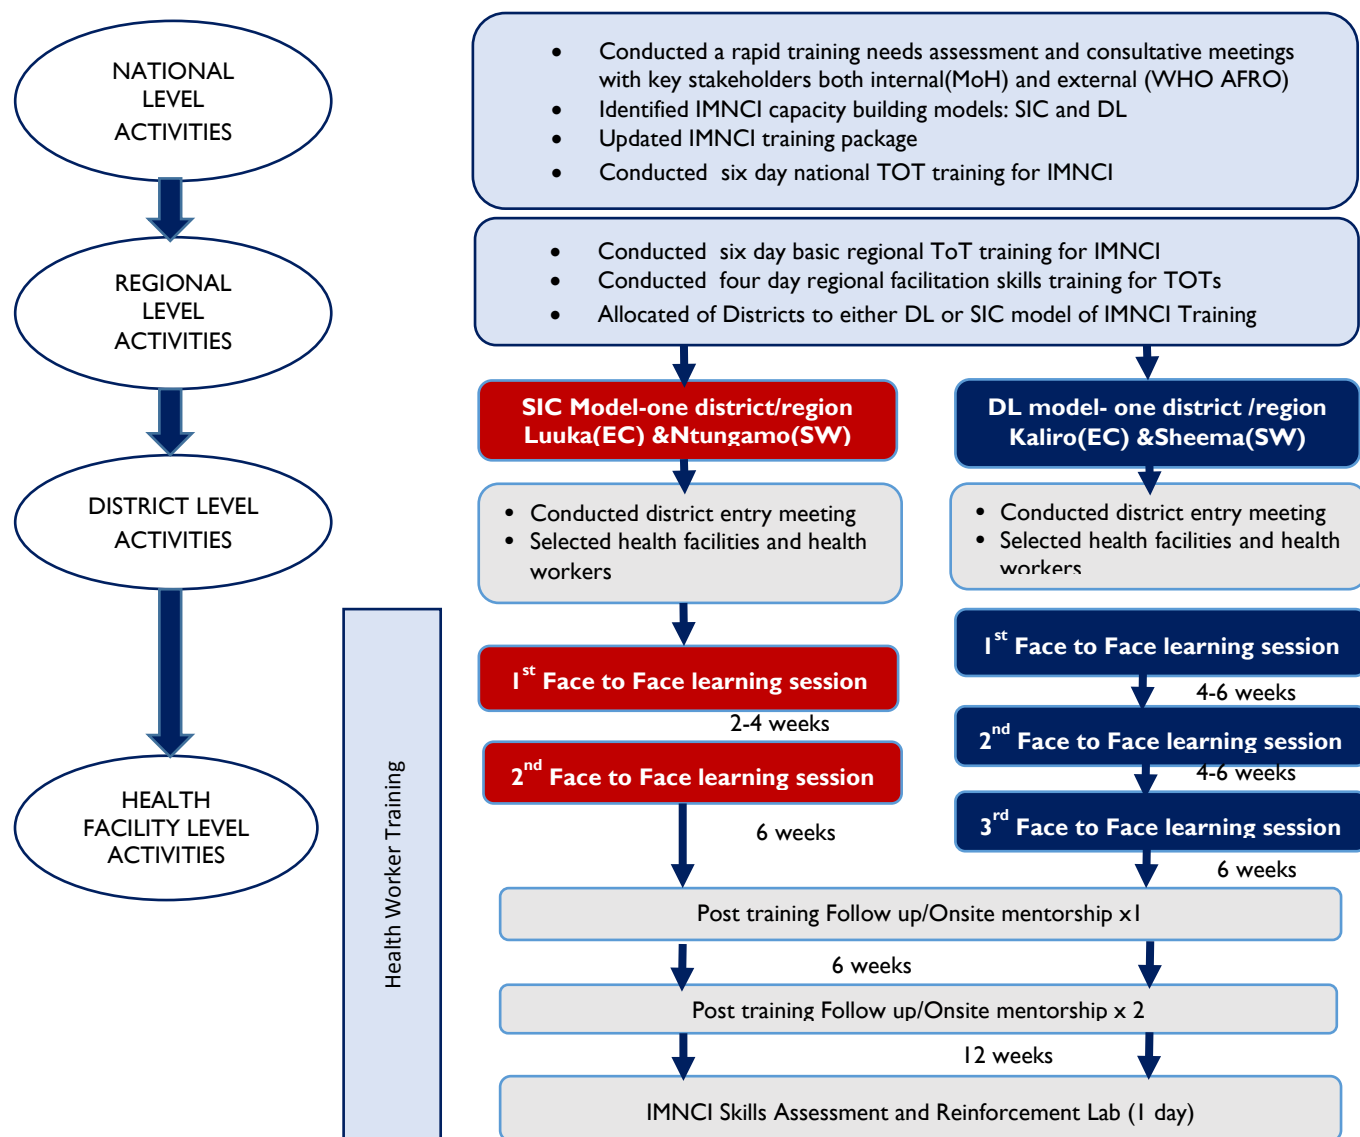 NATIONAL
LEVEL
ACTIVITIES
• Conducted a rapid training needs assessment and consultative meetings
with key stakeholders both internal(MoH) and external (WHO AFRO)
• Identified IMNCI capacity building models: SIC and DL
• Updated IMNCI training package
• Conducted six day national TOT training for IMNCI
REGIONAL
LEVEL
ACTIVITIES
• Conducted six day basic regional ToT training for IMNCI
• Conducted four day regional facilitation skills training for TOTs
• Allocated of Districts to either DL or SIC model of IMNCI Training
SIC Model-one district/region
Luuka(EC) &Ntungamo(SW)
DL model- one district /region
Kaliro(EC) &Sheema(SW)
DISTRICT LEVEL
ACTIVITIES
• Conducted district entry meeting
• Selected health facilities and health
workers
• Conducted district entry meeting
• Selected health facilities and health
workers
HEALTH
FACILITY LEVEL
ACTIVITIES
Health Worker Training
1st Face to Face learning session
2-4 weeks
2nd Face to Face learning session
6 weeks
1st Face to Face learning session
4-6 weeks
2nd Face to Face learning session
4-6 weeks
3rd Face to Face learning session
6 weeks
Post training Follow up/Onsite mentorship x1
6 weeks
Post training Follow up/Onsite mentorship x 2
12 weeks
IMNCI Skills Assessment and Reinforcement Lab (1 day)